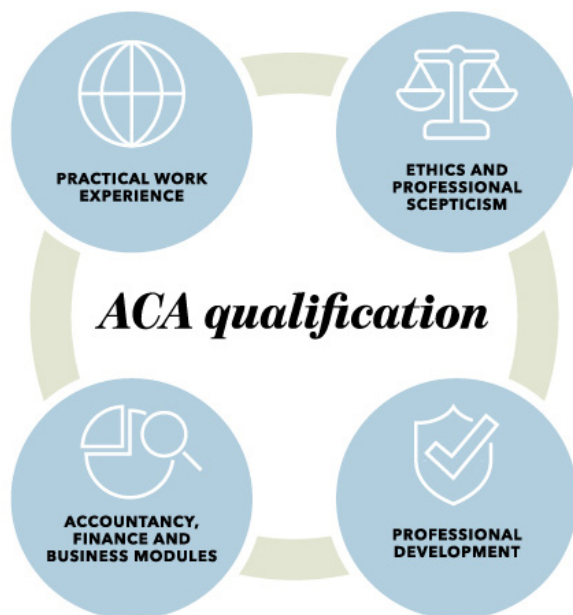 PRACTICAL WORK
EXPERIENCE
ETHICS AND
PROFESSIONAL
SCEPTICISM
ACA qualification
ACCOUNTANCY,
FINANCE AND
BUSINESS MODULES
PROFESSIONAL
DEVELOPMENT